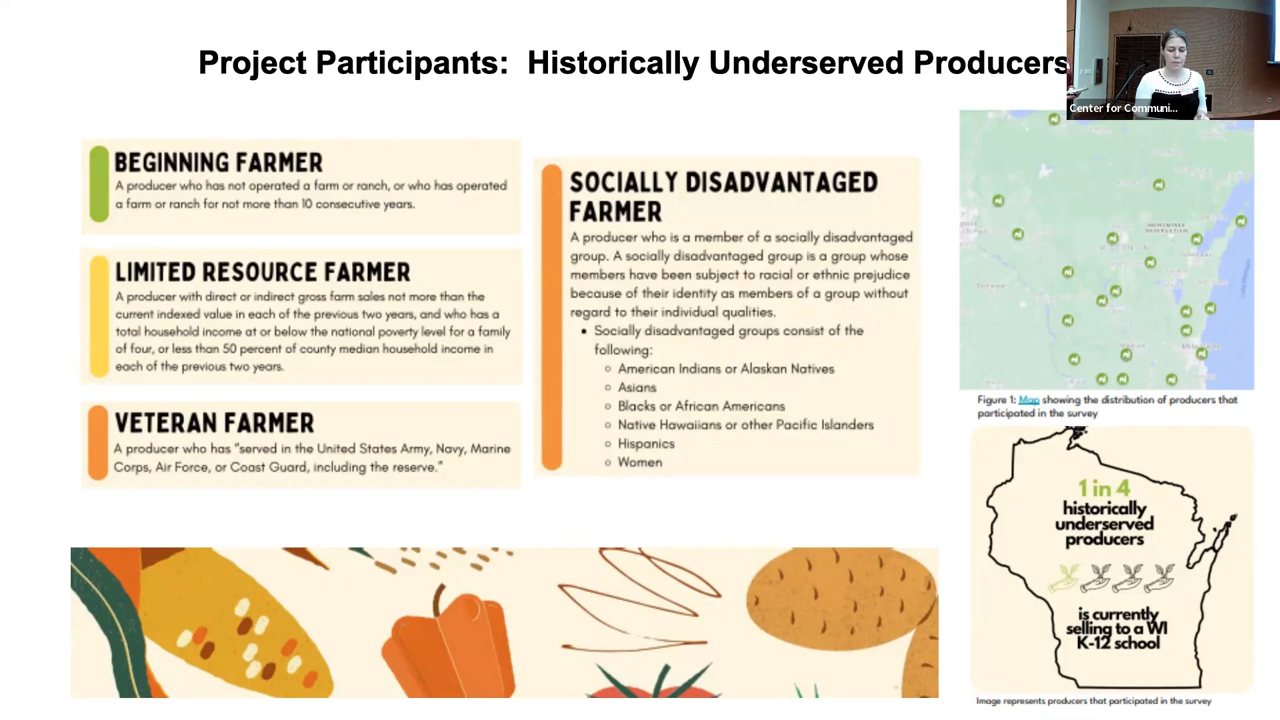 Project Participants: Historically Underserved Producers
Center for Communi...
BEGINNING FARMER
A producer who has not operated a farm or ranch, or who has operated
a farm or ranch for not more than 10 consecutive years.
LIMITED RESOURCE FARMER
A producer with direct or indirect gross farm sales not more than the
current indexed value in each of the previous two years, and who has a
total household income at or below the national poverty level for a family
of four, or less than 50 percent of county median household income in
each of the previous two years.
VETERAN FARMER
A producer who has "served in the United States Army, Navy, Marine
Corps, Air Force, or Coast Guard, including the reserve."
SOCIALLY DISADVANTAGED
FARMER
A producer who is a member of a socially disadvantaged
group. A socially disadvantaged group is a group whose
members have been subject to racial or ethnic prejudice
because of their identity as members of a group without
regard to their individual qualities.
• Socially disadvantaged groups consist of the
following:
○ American Indians or Alaskan Natives
○ Asians
○ Blacks or African Americans
○ Native Hawaiians or other Pacific Islanders
○ Hispanics
○ Women
Figure 1: Map showing the distribution of producers that
participated in the survey
1 in 4
historically
underserved
producers
is currently
selling to a WI
K-12 school
Image represents producers that participated in the survey